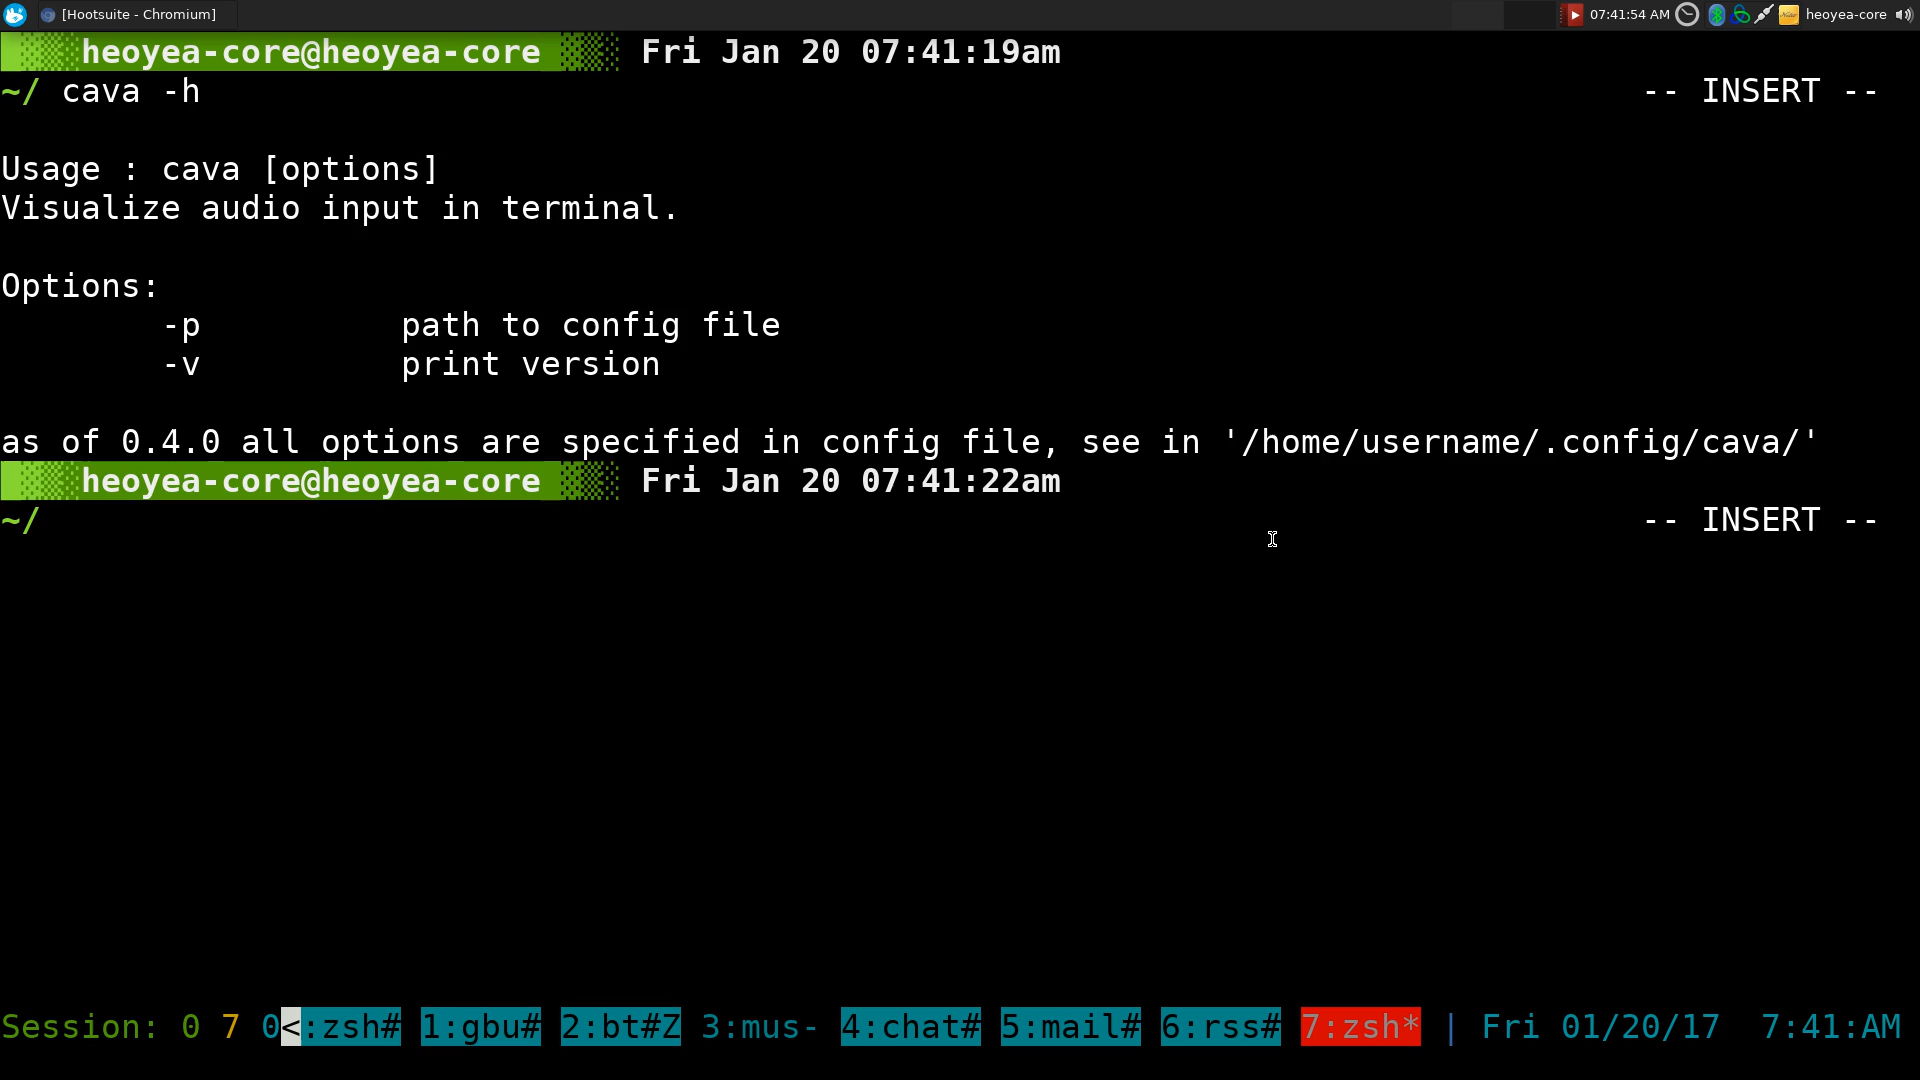 [Hootsuite - Chromium] 07:41:54 AM heoyea-core
heoyea-core@heoyea-core Fri Jan 20 07:41:19am
~/ cava -h -- INSERT --
Usage : cava [options]
Visualize audio input in terminal.
Options:
-p path to config file
-v print version
as of 0.4.0 all options are specified in config file, see in '/home/username/.config/cava/'
heoyea-core@heoyea-core Fri Jan 20 07:41:22am
~/ -- INSERT --
Session: 0 7 0<:zsh# 1:gbu# 2:bt#Z 3:mus- 4:chat# 5:mail# 6:rss# 7:zsh* | Fri 01/20/17 7:41:AM